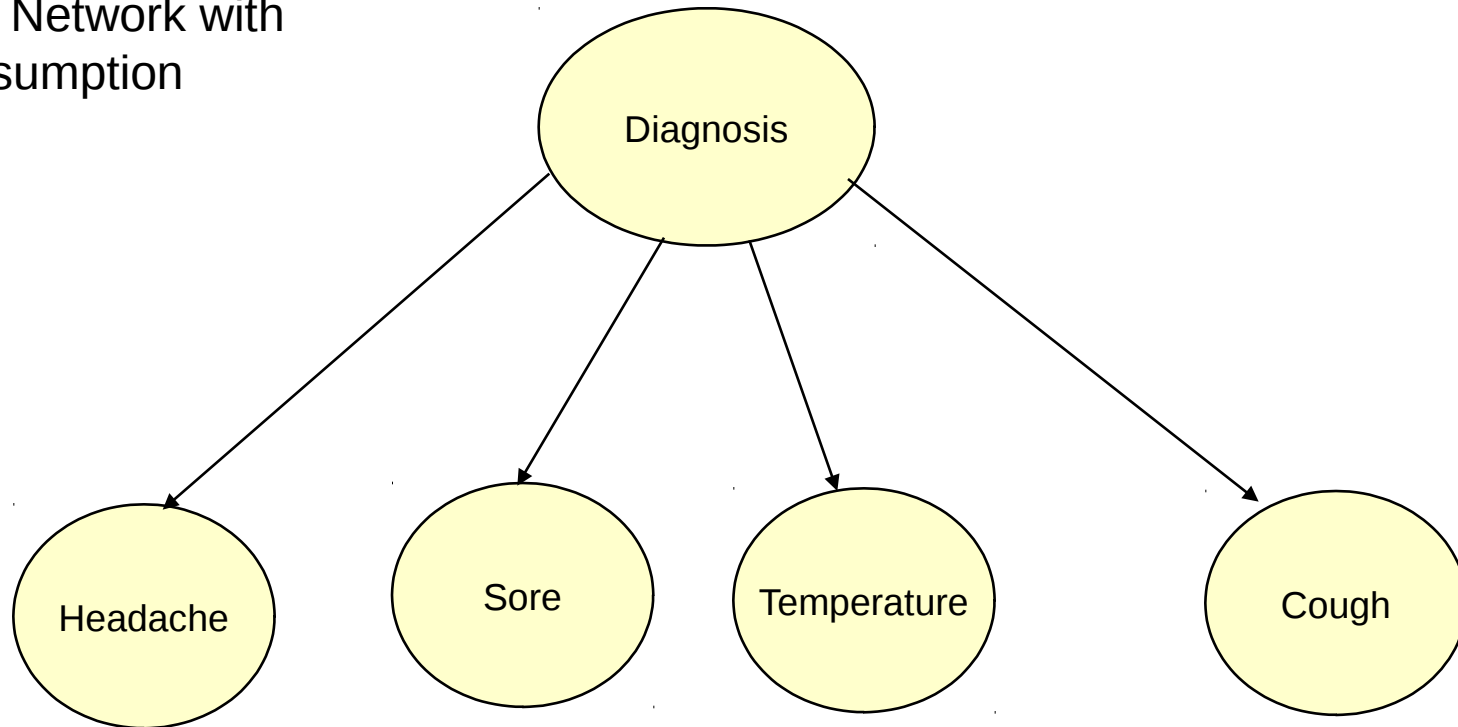 Network with
sumption
Diagnosis
Headache
Sore
Temperature
Cough